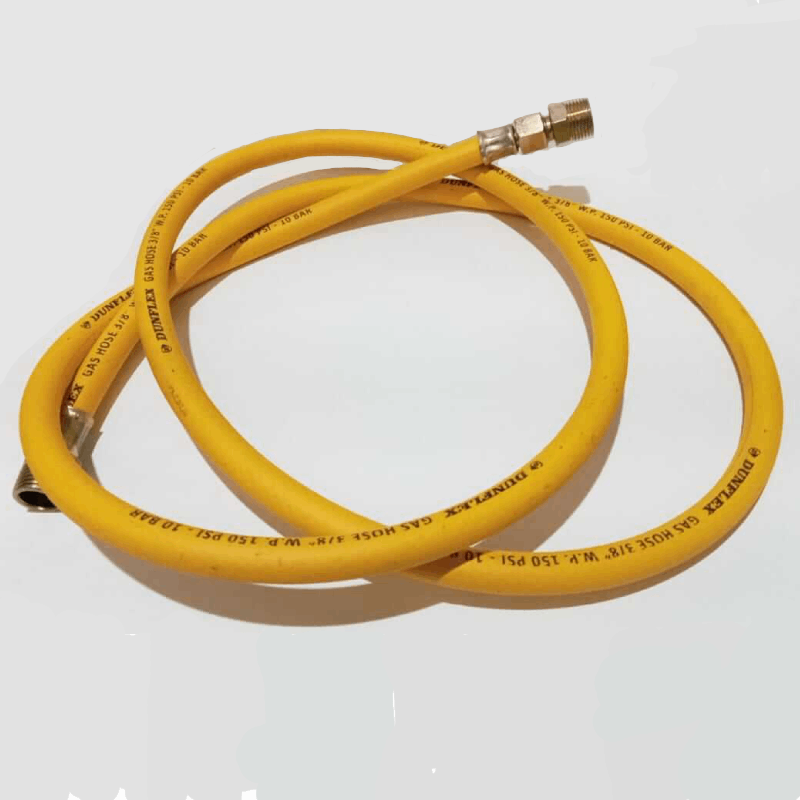 DUNFLEX GAS HOSE 3/8" W.P. 150 PSI - 10 BAR
DUNFLEX GAS HOSE 3/8" W.P. 150 PSI - 10
DUNFLEX GAS HOSE 3/8" W.P. 150 PSI - 10 BAR
GAS HOSE 3/8" W.P. 150 PSI - 10 BAR
DUNFLEX
GAS HOSE 3/8" W.P. 150 PSI - 10 BAR
DUNFLEX
10 BAR
GAS HOSE 3/8"
150 PSI - 10 BAR